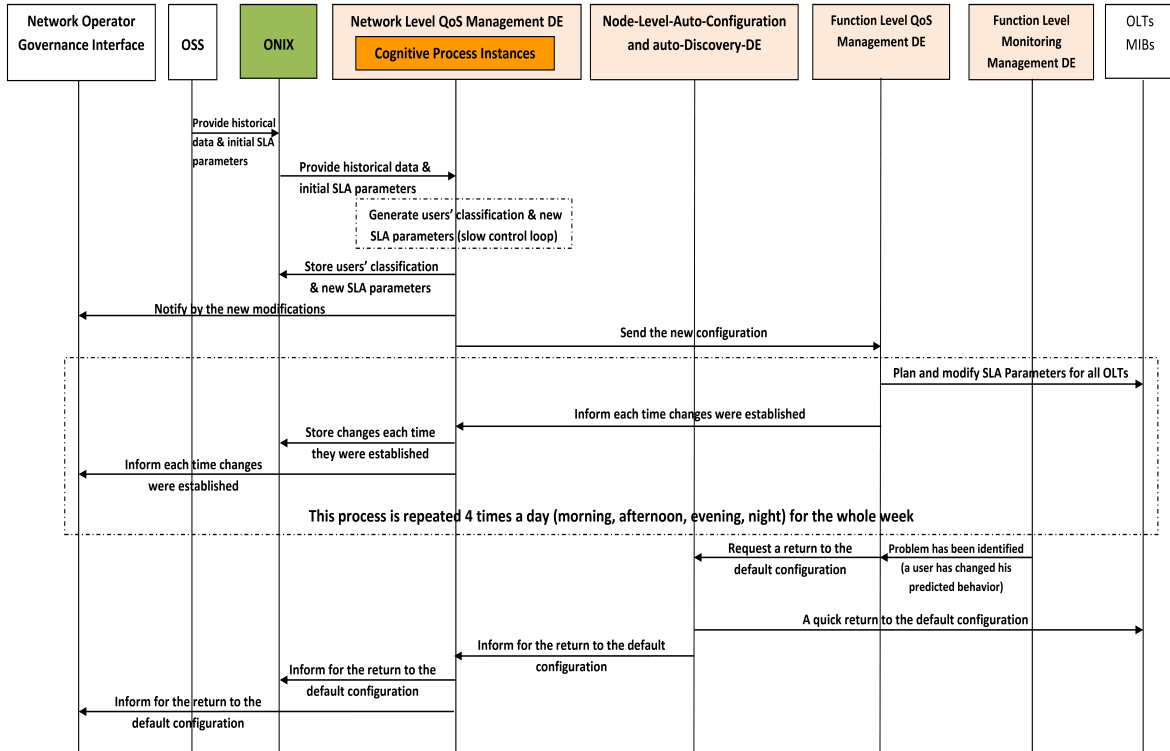 Network Operator
Governance Interface
OSS
ONIX
Network Level QoS Management DE
Cognitive Process Instances
Node-Level-Auto-Configuration
and auto-Discovery-DE
Function Level QoS
Management DE
Function Level
Monitoring
Management DE
OLTs
MIBs
Provide historical
data & initial SLA
parameters
Provide historical data &
initial SLA parameters
Generate users' classification & new
SLA parameters (slow control loop)
Store users' classification
& new SLA parameters
Notify by the new modifications
Send the new configuration
Plan and modify SLA Parameters for all OLTs
Inform each time changes were established
Store changes each time
they were established
Inform each time changes
were established
This process is repeated 4 times a day (morning, afternoon, evening, night) for the whole week
Request a return to the
default configuration
Problem has been identified
(a user has changed his
predicted behavior)
A quick return to the default configuration
Inform for the return to the default
configuration
Inform for the return to the
default configuration
Inform for the return to the
default configuration